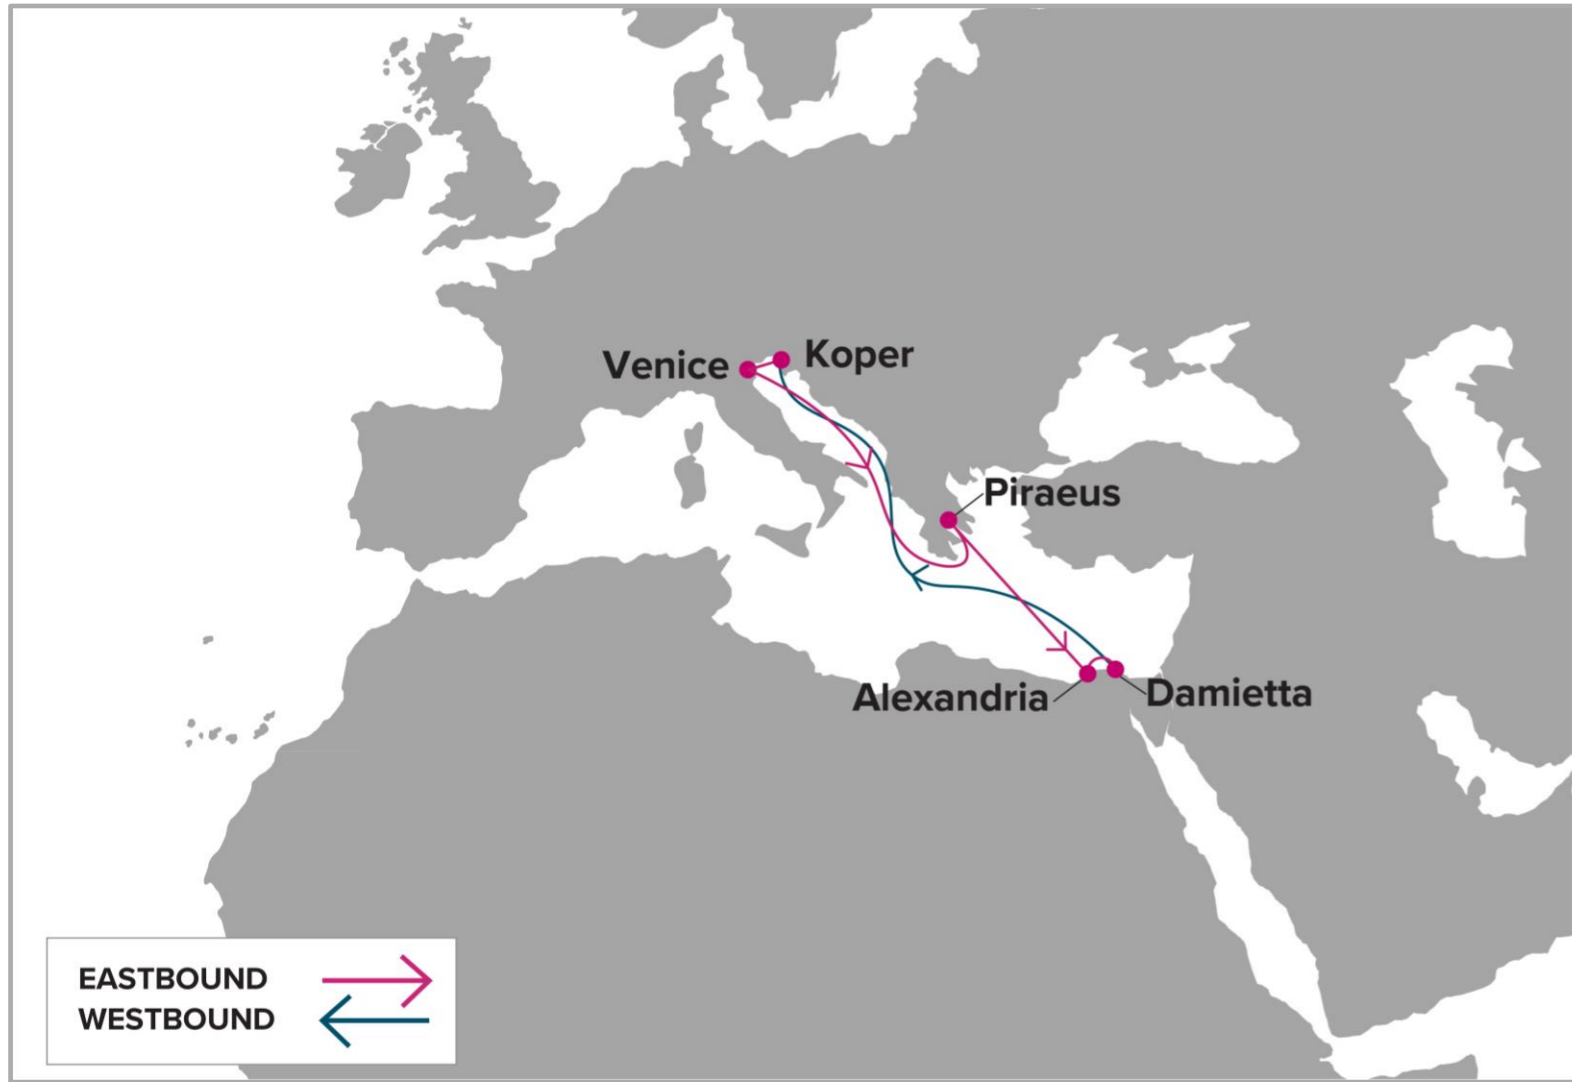 Venice
Koper
Piraeus
Alexandria
Damietta
EASTBOUND
WESTBOUND